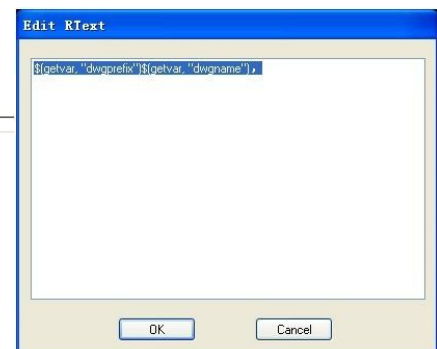 Edit RText
$(getvar, "dwgprefix")$(getvar, "dwgname"),
OK
Cancel